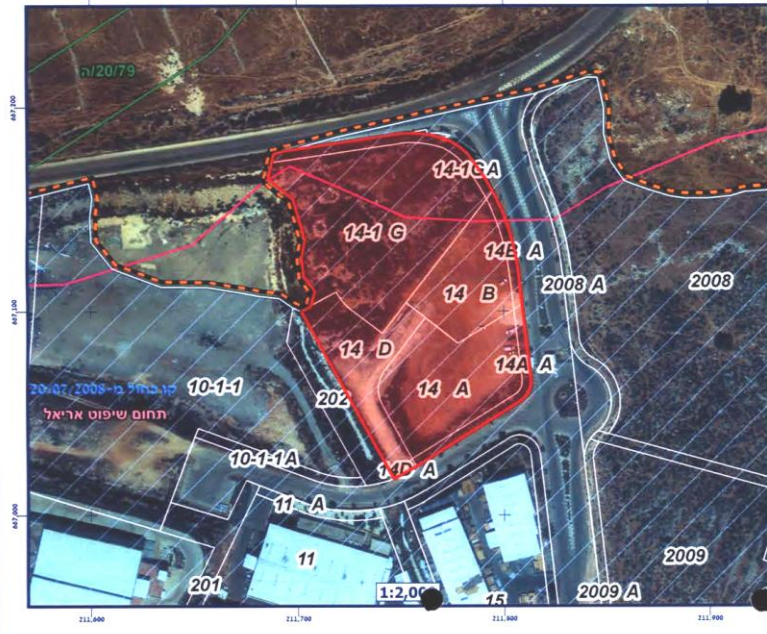 ה/20/79
667,200
14-1GA
14-1 G
14B A
2008 A
2008
14 B
667,100
14 D
14A A
קו כחול מ-20/07/2008
10-1-1
14 A
202
תחום שיפוט אריאל
10-1-1A
14D A
11 A
667,000
11
2009
201
1:2,00
15
2009 A
211,600
211,700
211,800
211,900